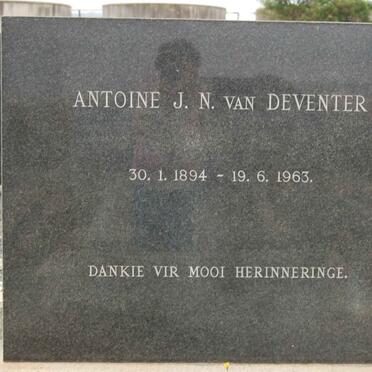 ANTOINE J. N. VAN DEVENTER
30. 1. 1894 ~ 19. 6. 1963.
DANKIE VIR MOOI HERINNERINGE.